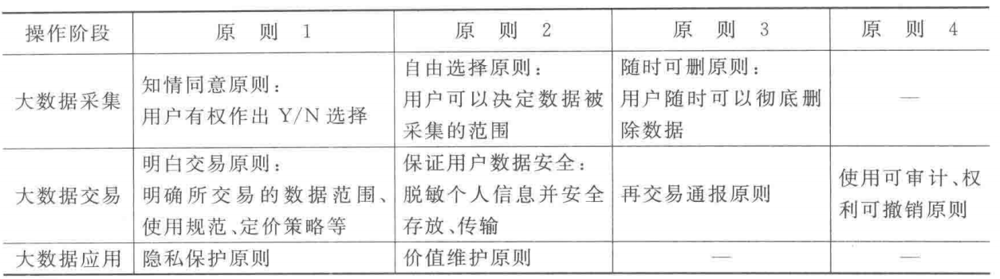 操作阶段 原 则 1 原 则 2 原 则 3 原 则 4
大数据采集
知情同意原则:
用户有权作出 Y/N 选择
自由选择原则:
用户可以决定数据被
采集的范围
随时可删原则:
用户随时可以彻底删
除数据
—
大数据交易
明白交易原则:
明确所交易的数据范围、
使用规范、定价策略等
保证用户数据安全:
脱敏个人信息并安全
存放、传输
再交易通报原则
使用可审计、权
利可撤销原则
大数据应用 隐私保护原则 价值维护原则 — —